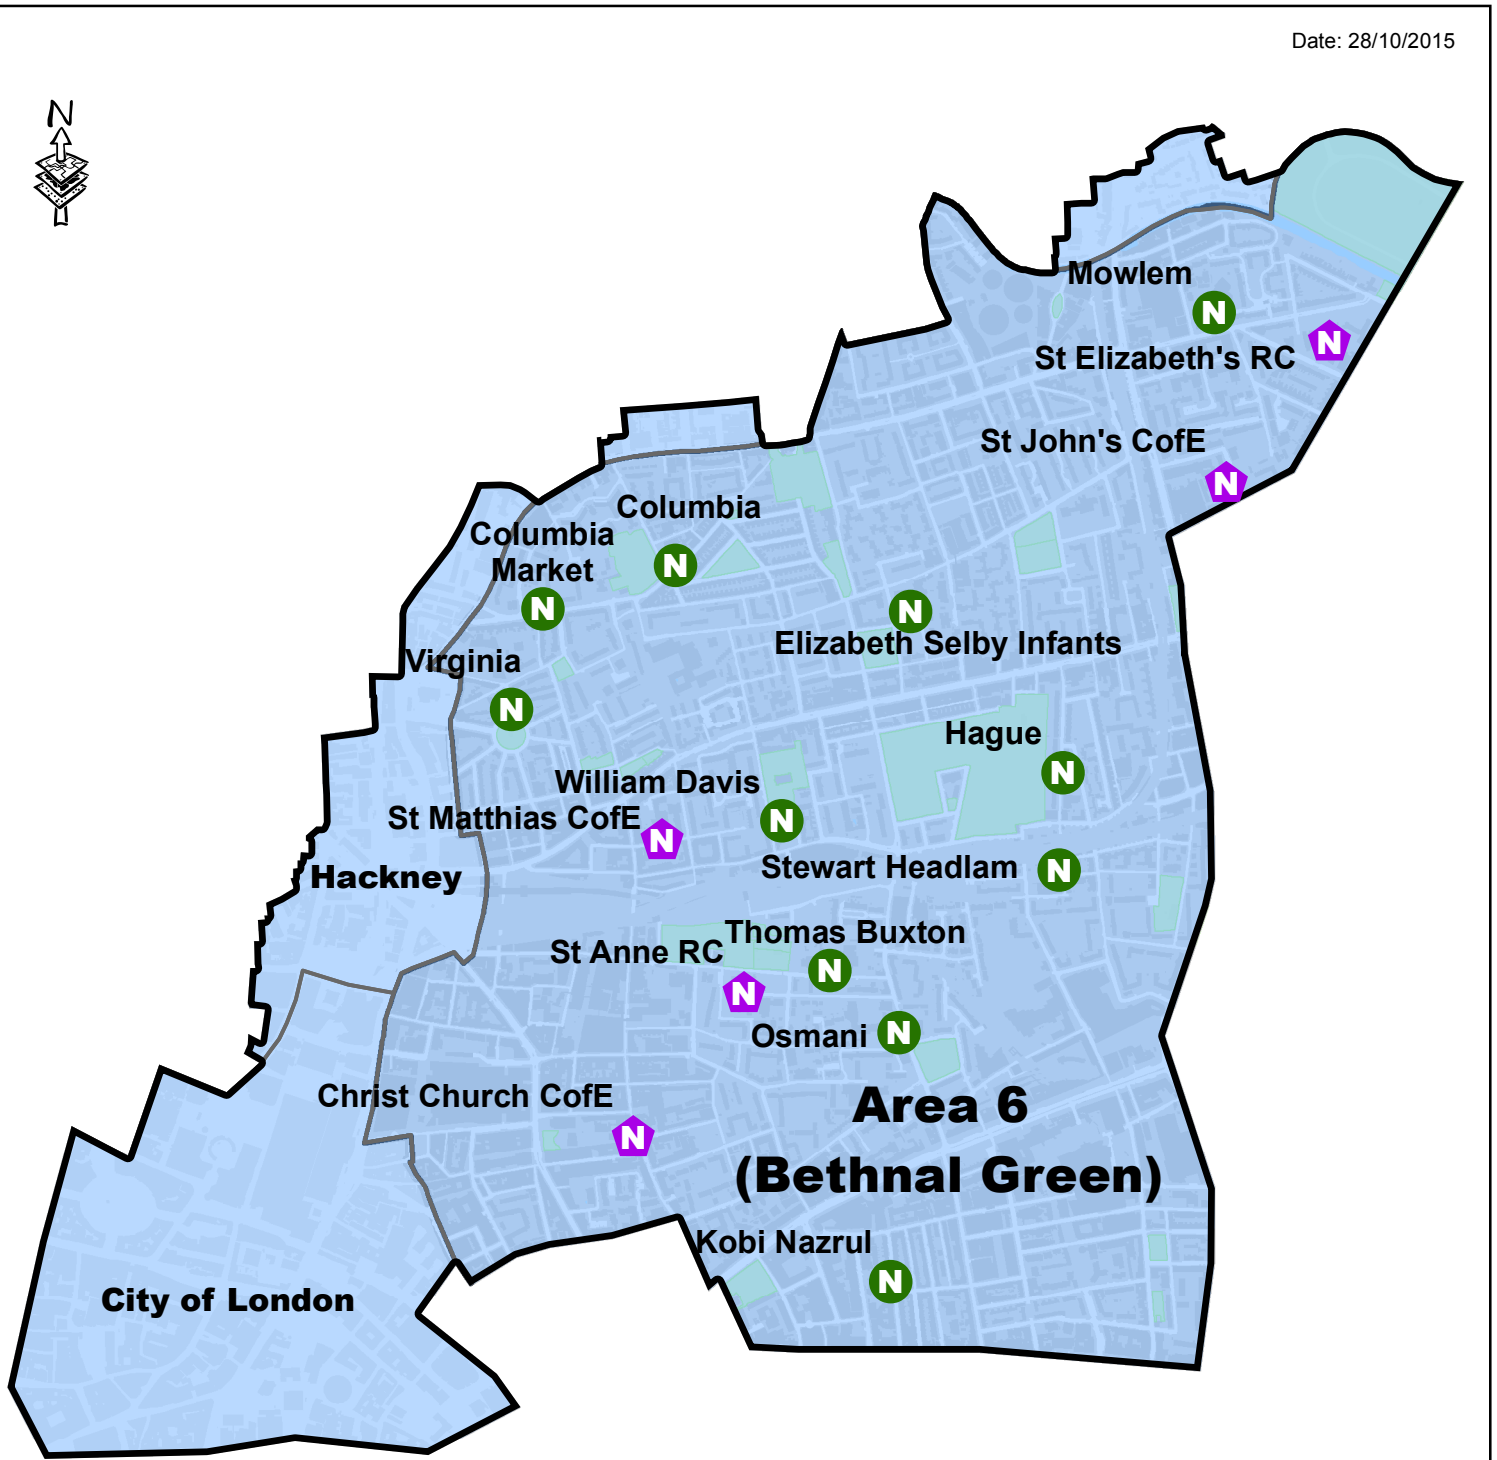 Date: 28/10/2015
N
Mowlem
N
N
St Elizabeth's RC
St John's CofE
N
Columbia
Columbia
Market
N
N
N
Elizabeth Selby Infants
Virginia
N
Hague
N
William Davis
St Matthias CofE
N
N
Stewart Headlam
N
Hackney
Thomas Buxton
St Anne RC
N
N
Osmani
N
Christ Church CofE
N
Area 6
(Bethnal Green)
Kobi Nazrul
N
City of London